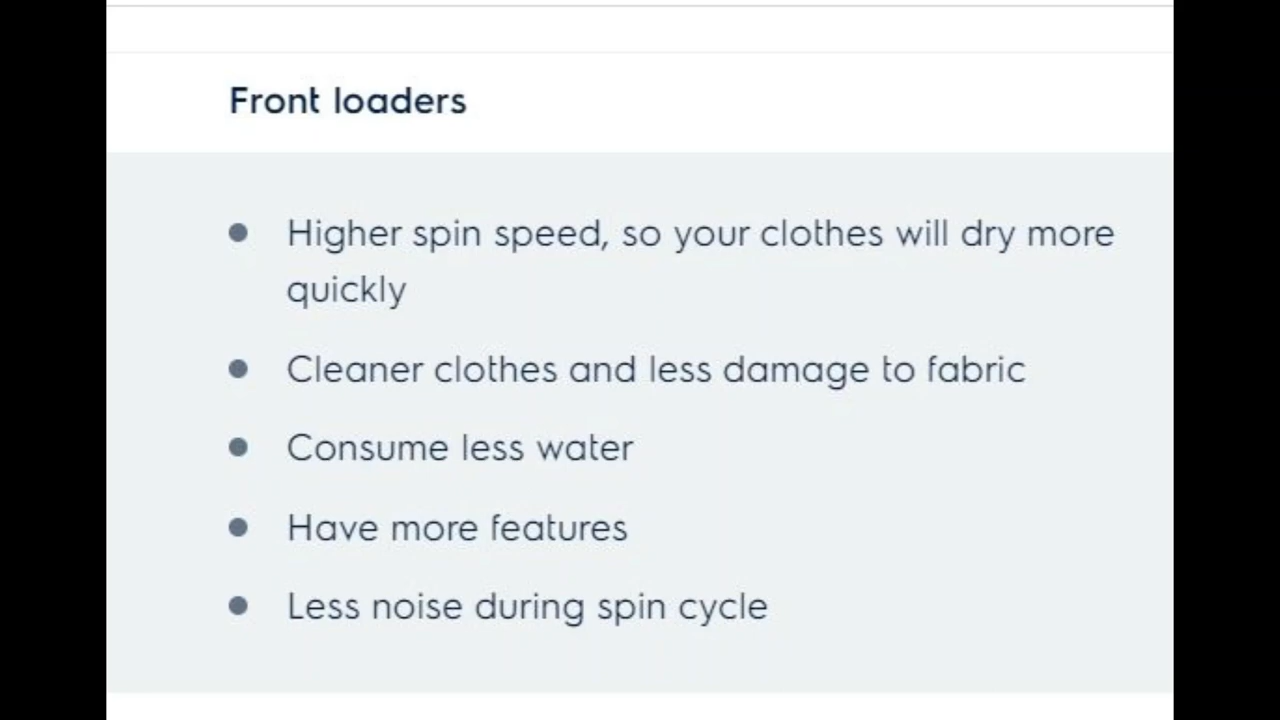 Front loaders
Higher spin speed, so your clothes will dry more
quickly
Cleaner clothes and less damage to fabric
Consume less water
Have more features
Less noise during spin cycle